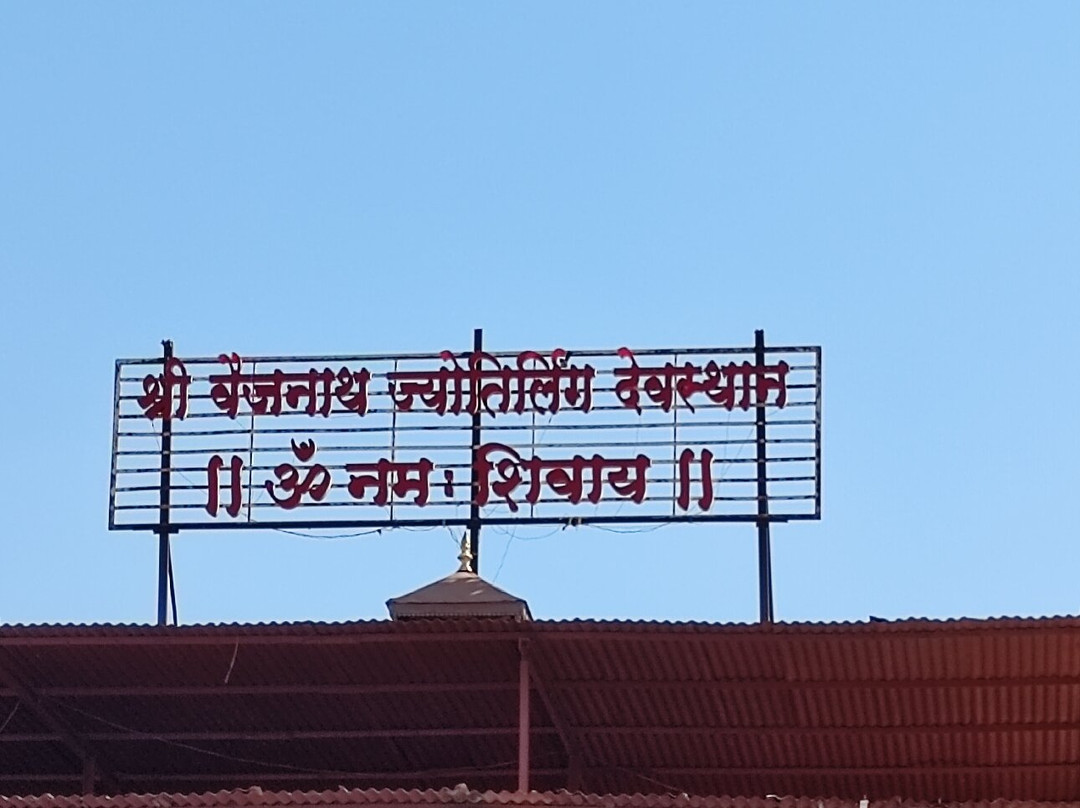 श्री वैजनाथ ज्योतिर्लिंग देवस्थान
|| ॐ नमः शिवाय ||